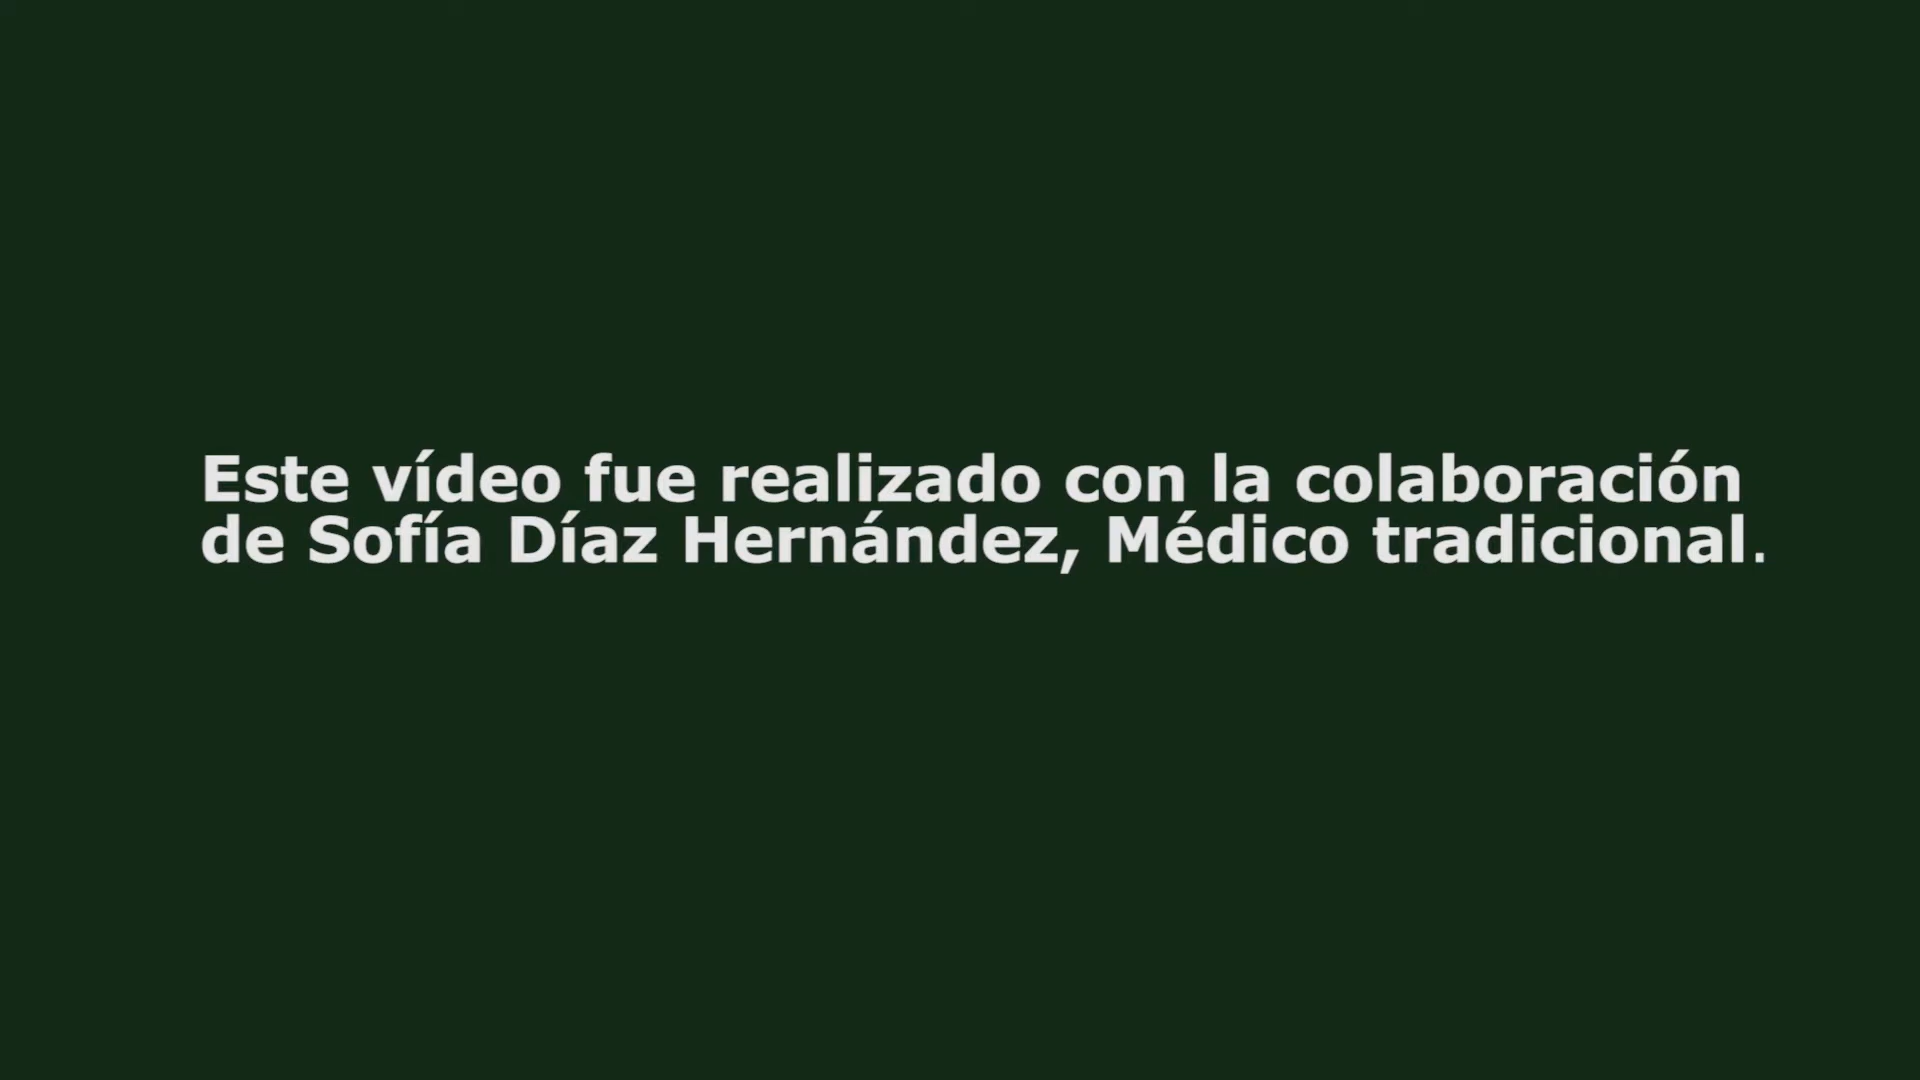 Este vídeo fue realizado con la colaboración
de Sofía Díaz Hernández, Médico tradicional.